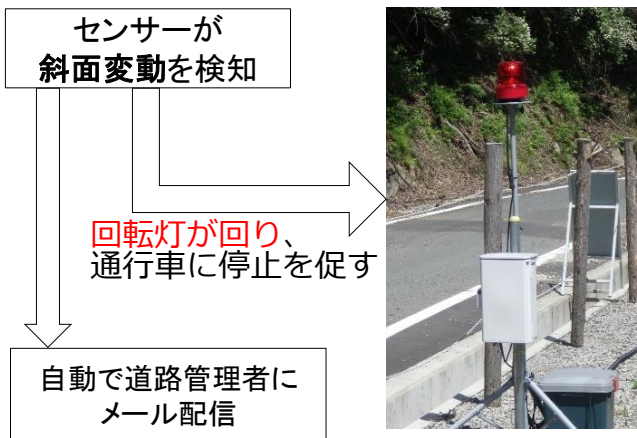 センサーが
斜面変動を検知
回転灯が回り、
通行車に停止を促す
自動で道路管理者に
メール配信